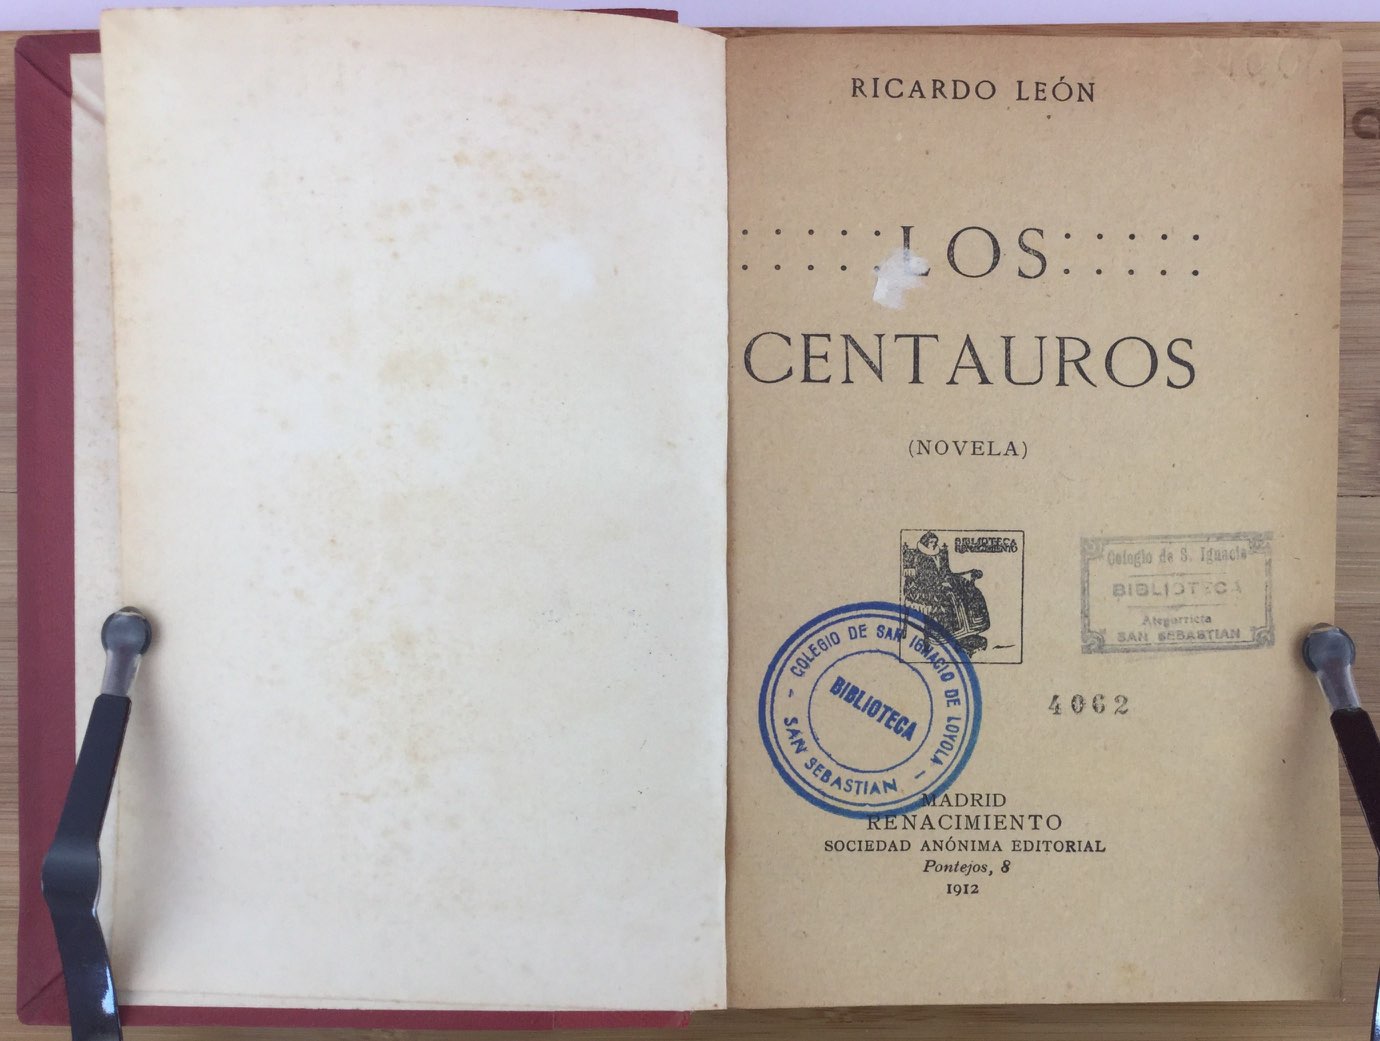 RICARDO LEÓN
LOS
CENTAUROS
(NOVELA)
BIBLIOTECA
RENACIMIENTO
Colegio de S. Ignacio
BIBLIOTECA
Ategorrieta
SAN SEBASTIAN
COLEGIO DE SAN IGNACIO DE LOYOLA
BIBLIOTECA
SAN SEBASTIAN
4062
MADRID
RENACIMIENTO
SOCIEDAD ANÓNIMA EDITORIAL
Pontejos, 8
1912